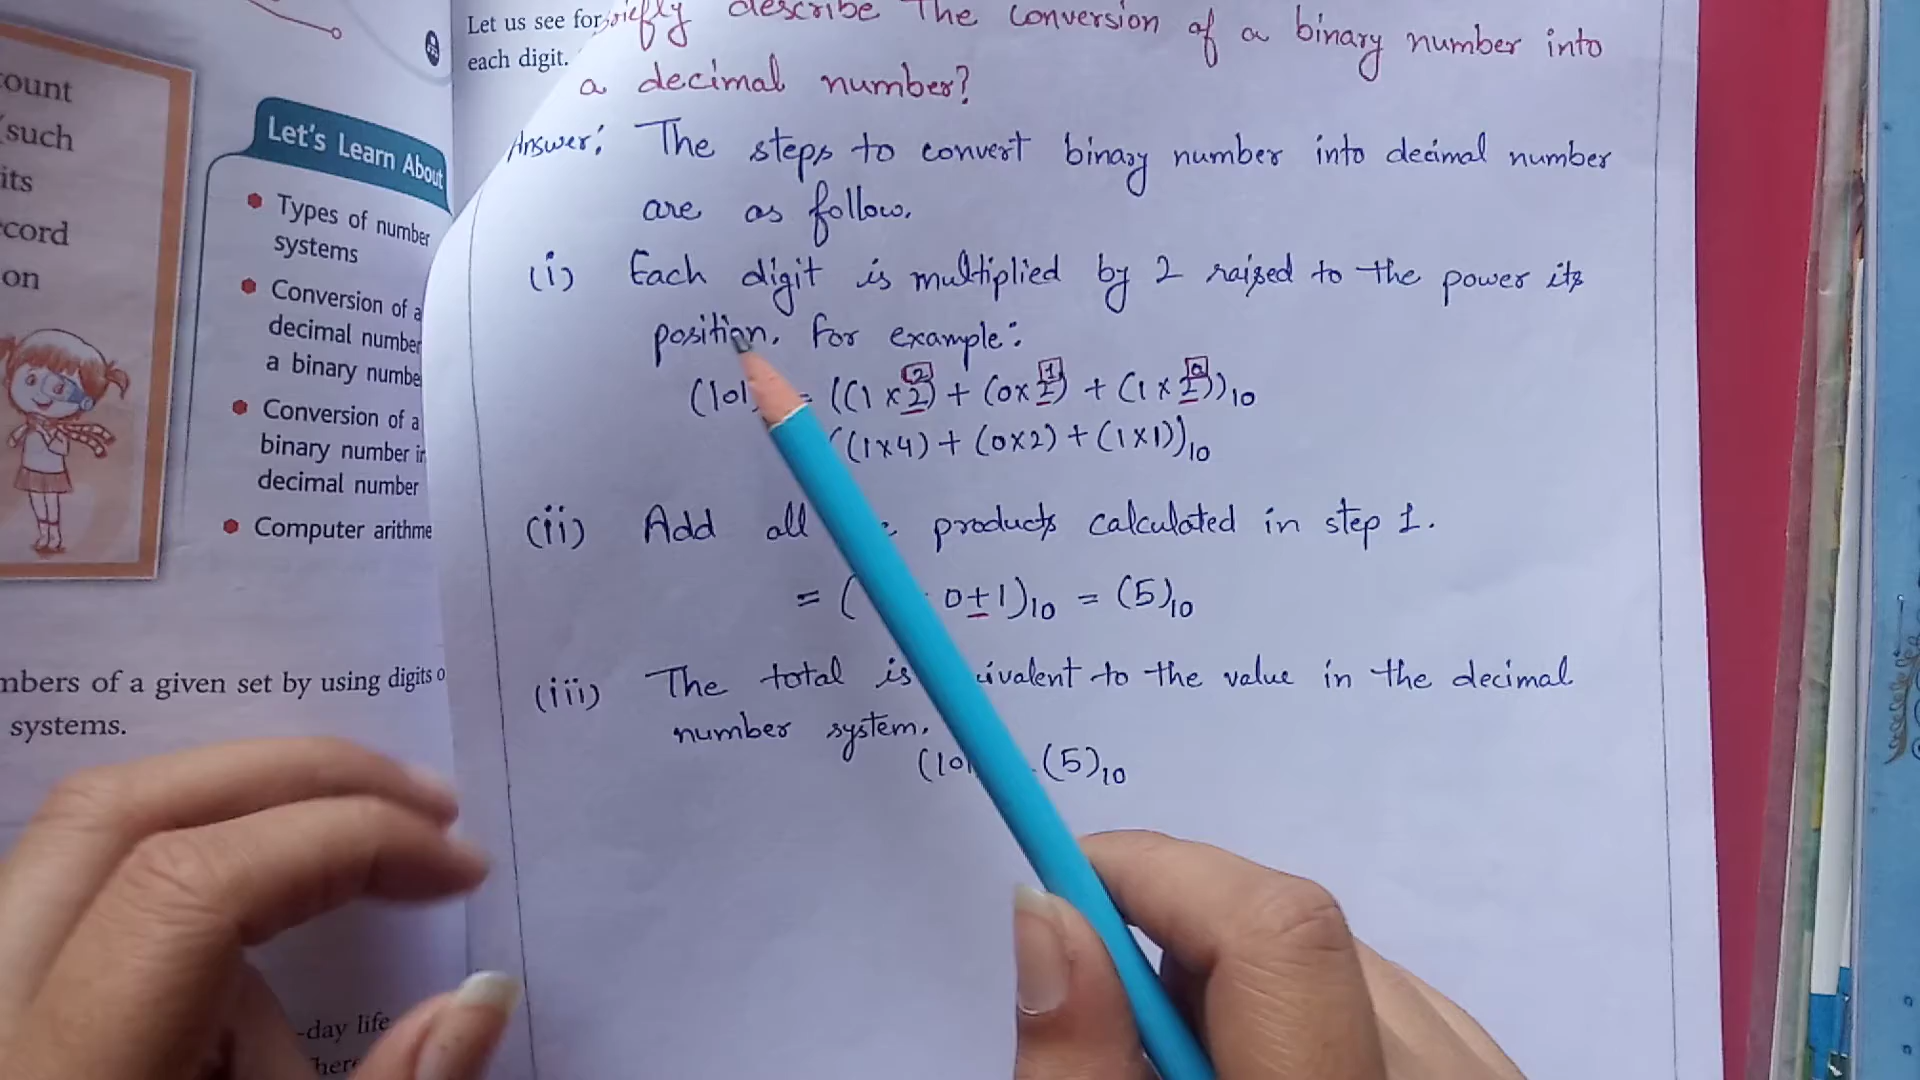 ount
such
its
cord
on
Let's Learn About
Types of number
systems
Conversion of a
decimal number
a binary numbe
Conversion of a
binary number in
decimal number
Computer arithme
mbers of a given set by using digits o
systems.
-day life
here
Let us see for
each digit.
riefly describe The conversion of a binary number into
a decimal number?
Answer: The steps to convert binary number into decimal number
are as follow.
(i) Each digit is multiplied by 2 raised to the power its
position. For example:
(101 = ((1×2²) + (0×2¹) + (1×2⁰))₁₀
((1×4) + (0×2) + (1×1))₁₀
(ii) Add all products calculated in step 1.
= ( 0+1)₁₀ = (5)₁₀
(iii) The total is ivalent to the value in the decimal
number system.
(101 (5)₁₀